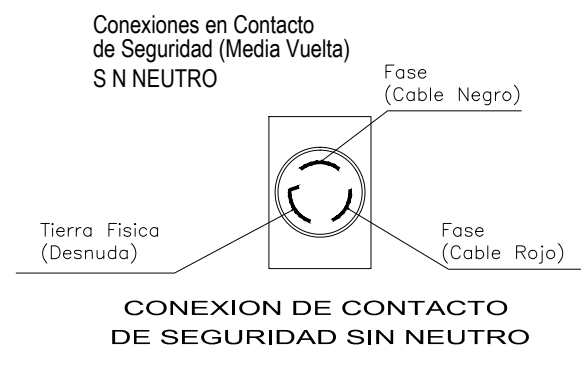 Conexiones en Contacto
de Seguridad (Media Vuelta)
S N NEUTRO
Fase
(Cable Negro)
Tierra Fisica
(Desnuda)
Fase
(Cable Rojo)
CONEXION DE CONTACTO
DE SEGURIDAD SIN NEUTRO